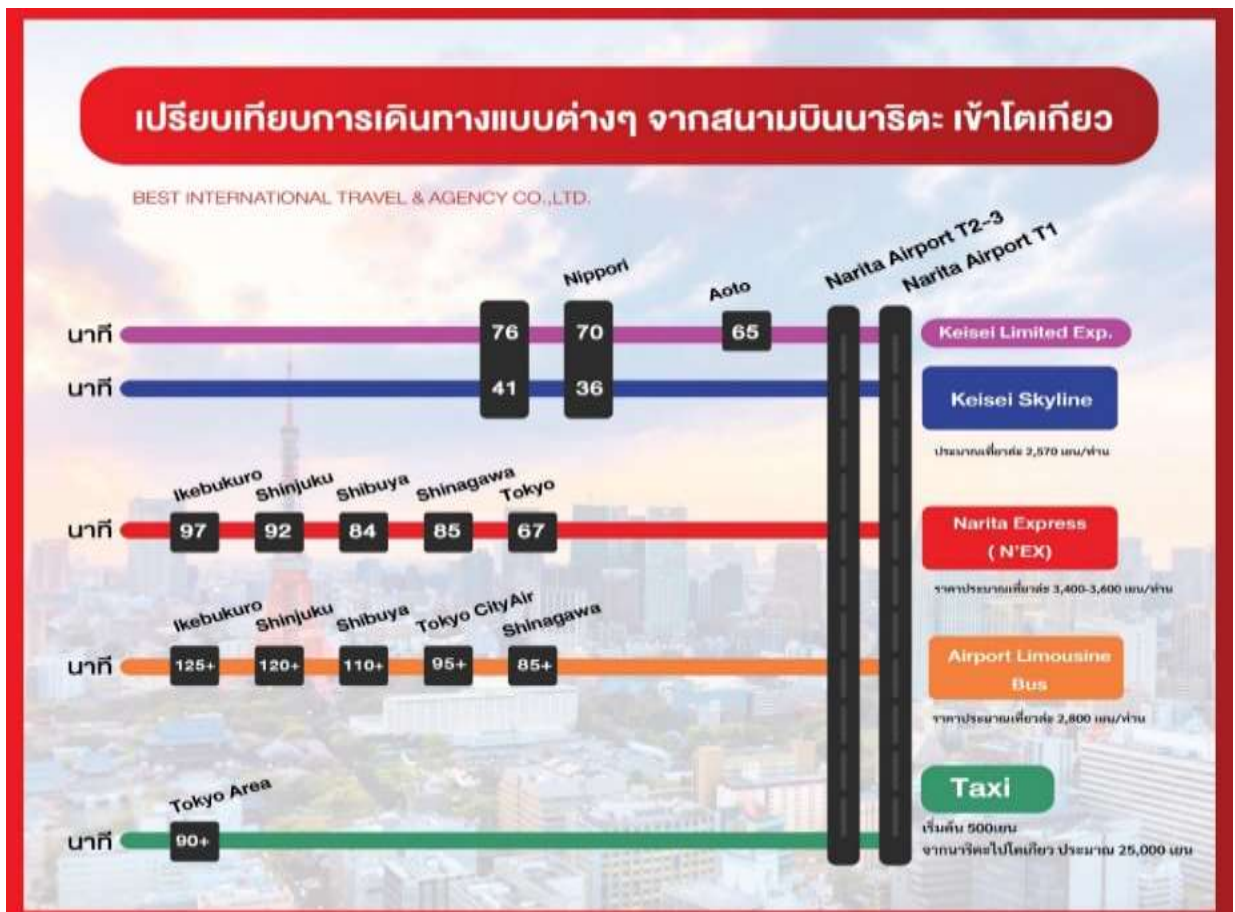 เปรียบเทียบการเดินทางแบบต่างๆ จากสนามบินนาริตะ เข้าโตเกียว
BEST INTERNATIONAL TRAVEL & AGENCY CO.,LTD.
Narita Airport T2-3
Narita Airport T1
Nippori
Aoto
นาที 76 70 65 Keisei Limited Exp.
นาที 41 36 Keisei Skyline
ประมาณเที่ยวล่ะ 2,570 เยน/ท่าน
Ikebukuro Shinjuku Shibuya Shinagawa Tokyo
นาที 97 92 84 85 67 Narita Express
( N'EX)
ราคาประมาณเที่ยวล่ะ 3,400-3,600 เยน/ท่าน
Ikebukuro Shinjuku Shibuya Tokyo CityAir Shinagawa
นาที 125+ 120+ 110+ 95+ 85+ Airport Limousine
Bus
ราคาประมาณเที่ยวล่ะ 2,800 เยน/ท่าน
Tokyo Area
นาที 90+ Taxi
เริ่มต้น 500เยน
จากนาริตะไปโตเกียว ประมาณ 25,000 เยน